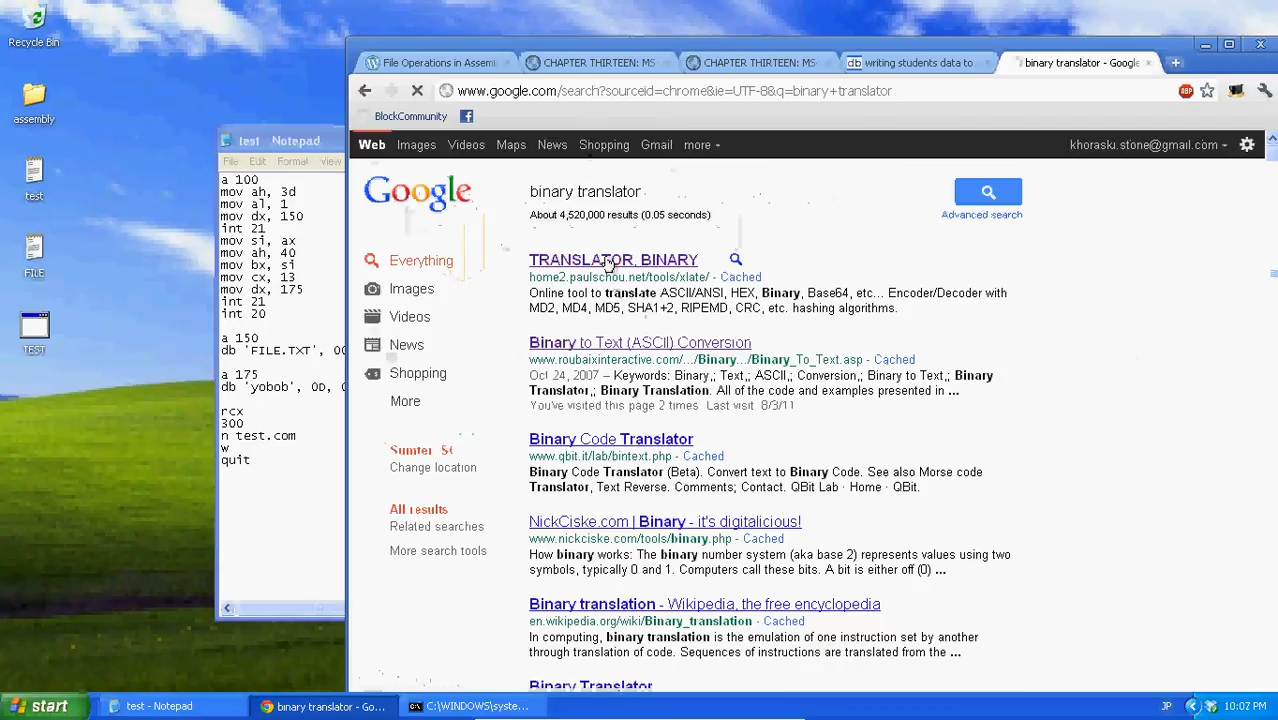 Recycle Bin
assembly
test
FILE
TEST
test Notepad
File Edit Format View
a 100
mov ah, 3d
mov al, 1
mov dx, 150
int 21
mov si, ax
mov ah, 40
mov bx, si
mov cx, 13
mov dx, 175
int 21
int 20
a 150
db 'FILE.TXT',
a 175
db 'yobob', 0D,
rcx
300
n test.com
w
quit
File Operations in Assem
CHAPTER THIRTEEN: MS
CHAPTER THIRTEEN: MS
db writing students data to
binary translator - Google
www.google.com/search?sourceid=chrome&ie=UTF-8&q=binary+translator
ABP
BlockCommunity
Web Images Videos Maps News Shopping Gmail more
khoraski.stone@gmail.com
Google
binary translator
About 4,520,000 results (0.05 seconds)
Advanced search
Everything
Images
Videos
News
Shopping
More
Change location
All results
Related searches
More search tools
TRANSLATOR, BINARY
home2.paulschou.net/tools/xlate/ - Cached
Online tool to translate ASCII/ANSI, HEX, Binary, Base64, etc... Encoder/Decoder with
MD2, MD4, MD5, SHA1+2, RIPEMD, CRC, etc. hashing algorithms.
Binary to Text (ASCII) Conversion
www.roubaixinteractive.com/.../Binary.../Binary_To_Text.asp - Cached
Oct 24, 2007 – Keywords: Binary,; Text,; ASCII,; Conversion,; Binary to Text,; Binary
Translator,; Binary Translation. All of the code and examples presented in ...
You've visited this page 2 times. Last visit 8/3/11
Binary Code Translator
www.qbit.it/lab/bintext.php - Cached
Binary Code Translator (Beta). Convert text to Binary Code. See also Morse code
Translator, Text Reverse. Comments; Contact. QBit Lab · Home · QBit.
NickCiske.com | Binary - it's digitalicious!
www.nickciske.com/tools/binary.php - Cached
How binary works: The binary number system (aka base 2) represents values using two
symbols, typically 0 and 1. Computers call these bits. A bit is either off (0) ...
Binary translation - Wikipedia, the free encyclopedia
en.wikipedia.org/wiki/Binary_translation - Cached
In computing, binary translation is the emulation of one instruction set by another
through translation of code. Sequences of instructions are translated from the ...
Binary Translator
start
test - Notepad
binary translator - Go...
C:\WINDOWS\syste...
JP
10:07 PM